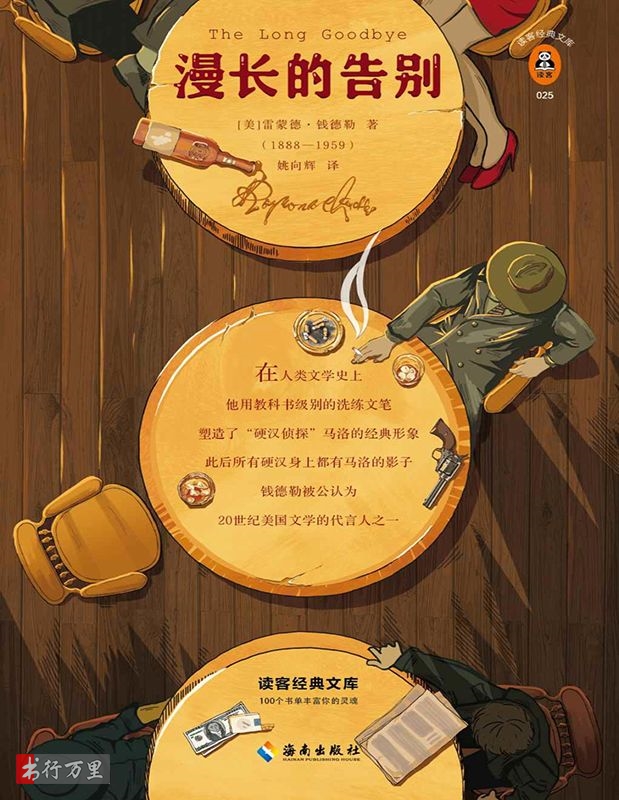 The Long Goodbye
漫长的告别
[美]雷蒙德·钱德勒 著
(1888—1959)
姚向辉 译
读客经典文库
读客
025
在人类文学史上
他用教科书级别的洗练文笔
塑造了“硬汉侦探”马洛的经典形象
此后所有硬汉身上都有马洛的影子
钱德勒被公认为
20世纪美国文学的代言人之一
读客经典文库
100个书单丰富你的灵魂
海南出版社
HAINAN PUBLISHING HOUSE
书行万里